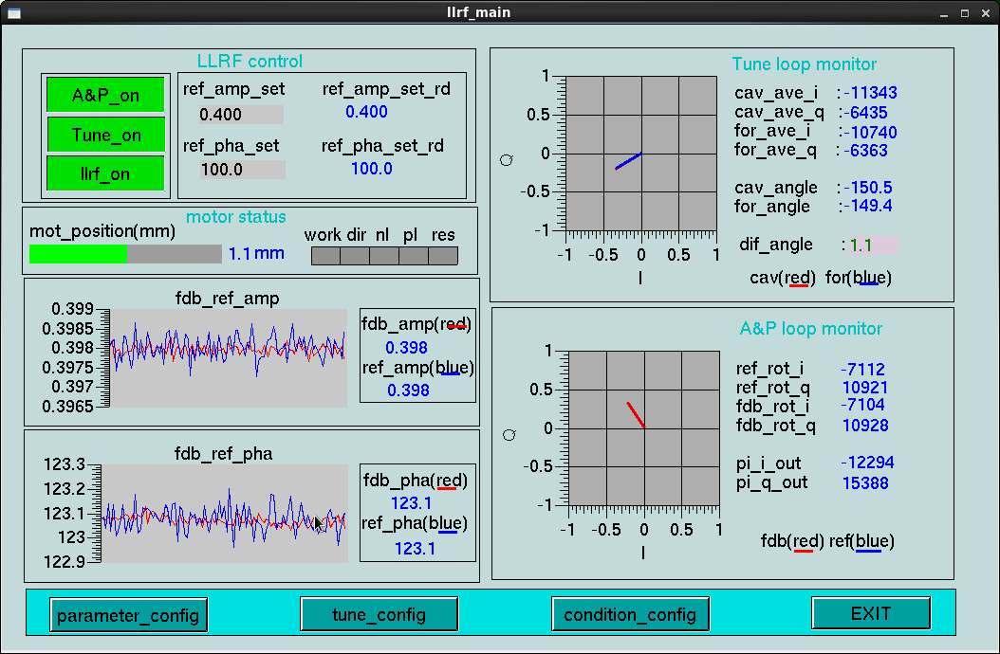 llrf_main
LLRF control
A&P_on
Tune_on
llrf_on
ref_amp_set
ref_amp_set_rd
0.400
0.400
ref_pha_set
ref_pha_set_rd
100.0
100.0
motor status
mot_position(mm)
1.1 mm
work dir nl pl res
fdb_ref_amp
0.399
0.3985
0.398
0.3975
0.397
0.3965
fdb_amp(red)
0.398
ref_amp(blue)
0.398
fdb_ref_pha
123.3
123.2
123.1
123
122.9
fdb_pha(red)
123.1
ref_pha(blue)
123.1
Tune loop monitor
1
0.5
0
-0.5
-1
Q
-1 -0.5 0 0.5 1
I
cav_ave_i :-11343
cav_ave_q :-6435
for_ave_i :-10740
for_ave_q :-6363
cav_angle :-150.5
for_angle :-149.4
dif_angle :1.1
cav(red) for(blue)
A&P loop monitor
1
0.5
0
-0.5
-1
Q
-1 -0.5 0 0.5 1
I
ref_rot_i -7112
ref_rot_q 10921
fdb_rot_i -7104
fdb_rot_q 10928
pi_i_out -12294
pi_q_out 15388
fdb(red) ref(blue)
parameter_config
tune_config
condition_config
EXIT